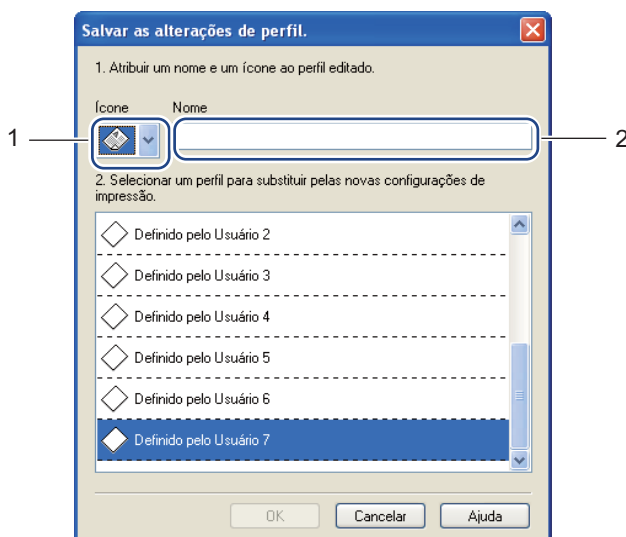 Salvar as alterações de perfil.
1. Atribuir um nome e um ícone ao perfil editado.
Ícone Nome
1
2
2. Selecionar um perfil para substituir pelas novas configurações de
impressão.
Definido pelo Usuário 2
Definido pelo Usuário 3
Definido pelo Usuário 4
Definido pelo Usuário 5
Definido pelo Usuário 6
Definido pelo Usuário 7
OK Cancelar Ajuda